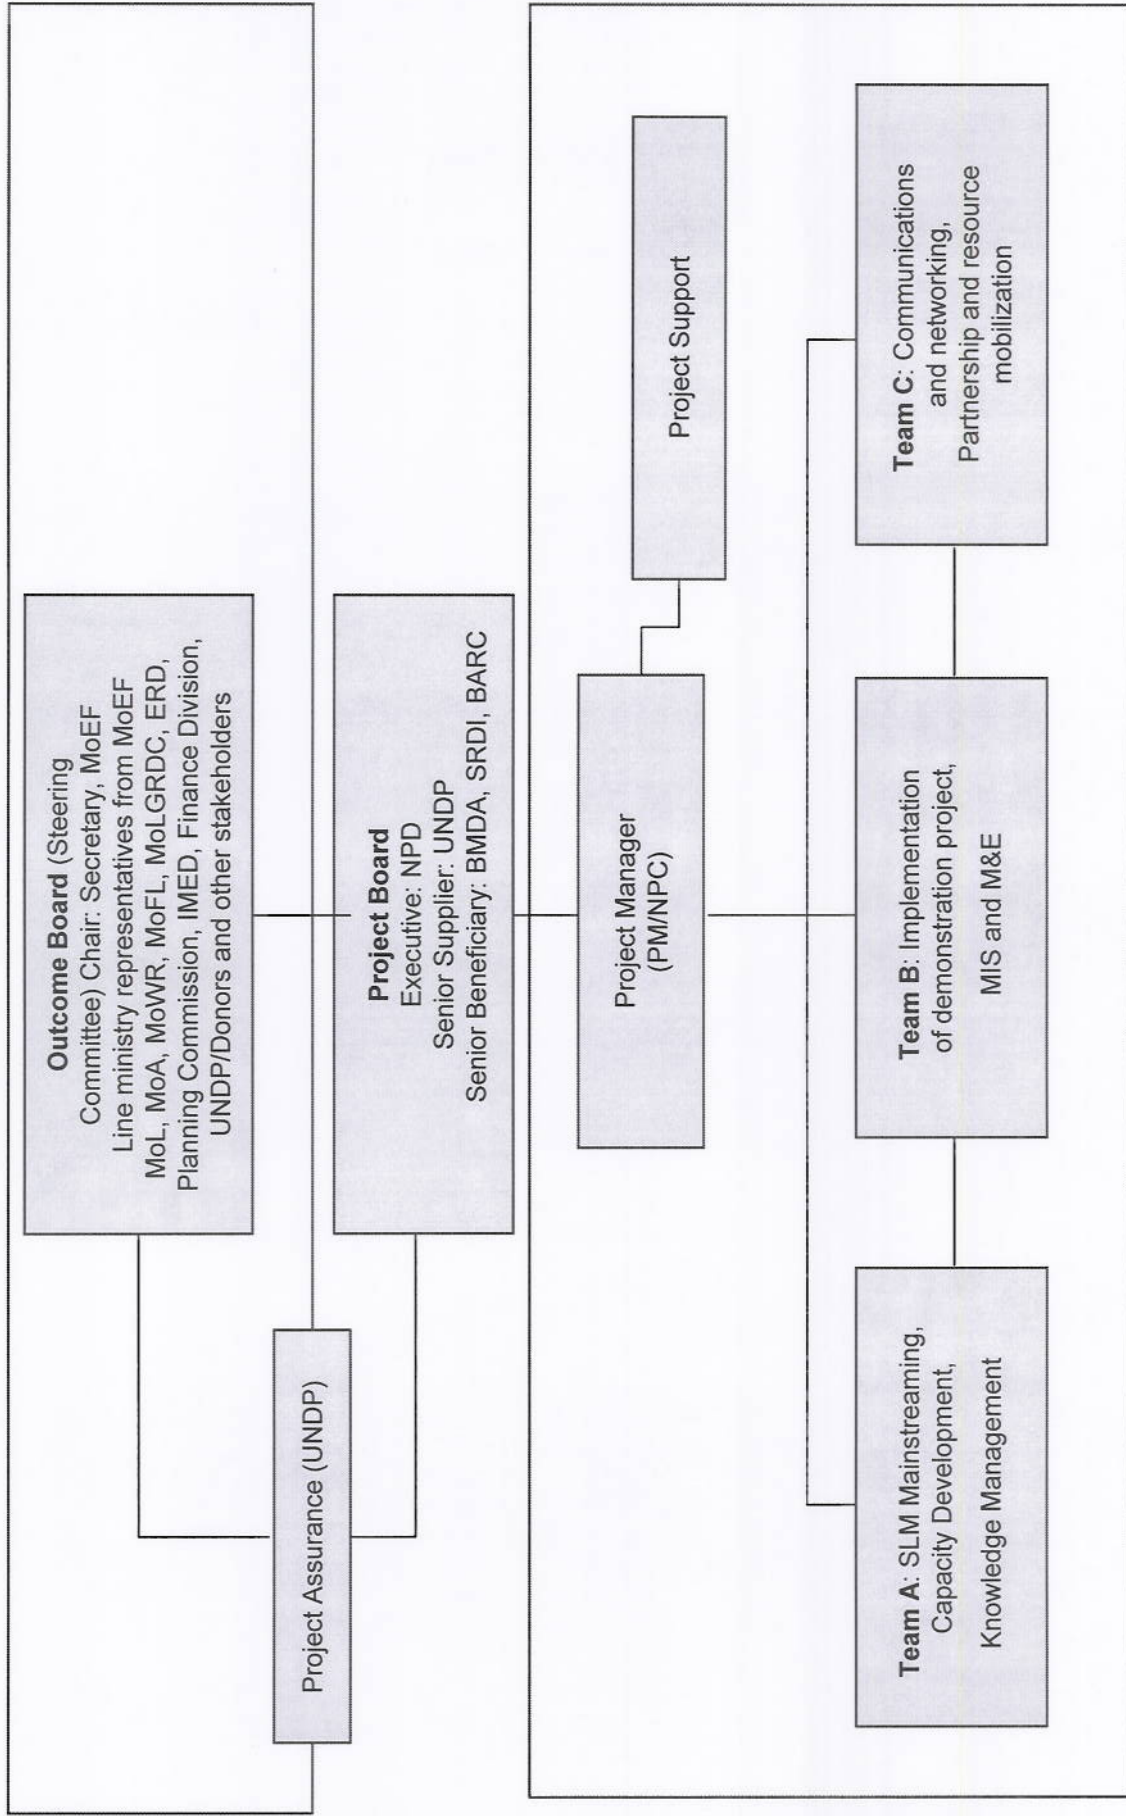 Outcome Board (Steering
Committee) Chair: Secretary, MoEF
Line ministry representatives from MoEF
MoL, MoA, MoWR, MoFL, MoLGRDC, ERD,
Planning Commission, IMED, Finance Division,
UNDP/Donors and other stakeholders
Project Assurance (UNDP)
Project Board
Executive: NPD
Senior Supplier: UNDP
Senior Beneficiary: BMDA, SRDI, BARC
Project Manager
(PM/NPC)
Project Support
Team A: SLM Mainstreaming,
Capacity Development,
Knowledge Management
Team B: Implementation
of demonstration project,
MIS and M&E
Team C: Communications
and networking,
Partnership and resource
mobilization